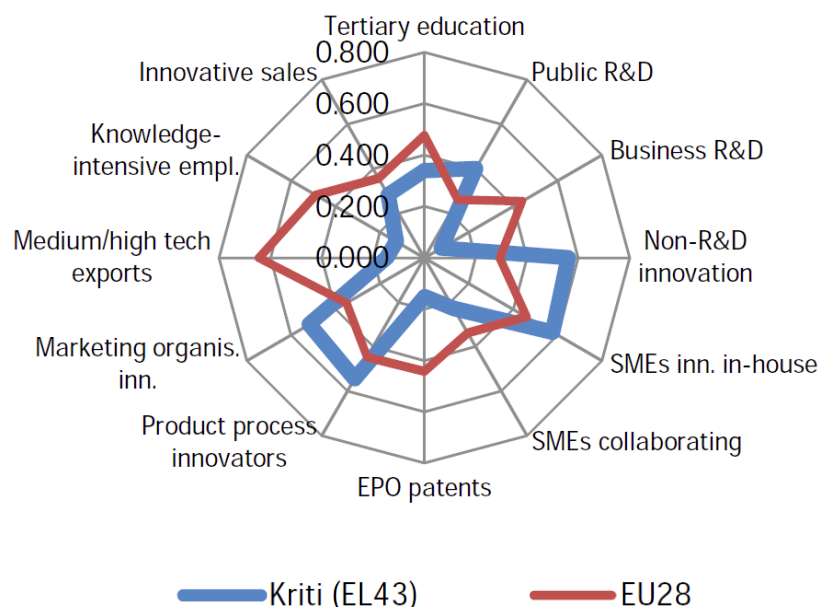 Tertiary education
0.800
0.600
0.400
0.200
0.000
Public R&D
Business R&D
Non-R&D
innovation
SMEs inn. in-house
SMEs collaborating
EPO patents
Product process
innovators
Marketing organis.
inn.
Medium/high tech
exports
Knowledge-
intensive empl.
Innovative sales
Kriti (EL43)
EU28